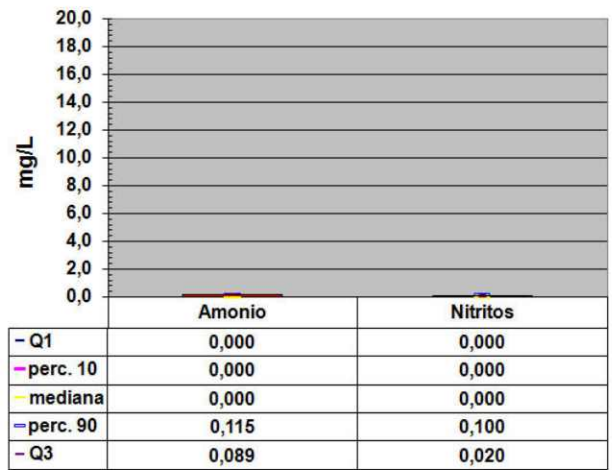 20,0
18,0
16,0
14,0
12,0
10,0
8,0
6,0
4,0
2,0
0,0
mg/L
Amonio Nitritos
Q1 0,000 0,000
perc. 10 0,000 0,000
mediana 0,000 0,000
perc. 90 0,115 0,100
Q3 0,089 0,020